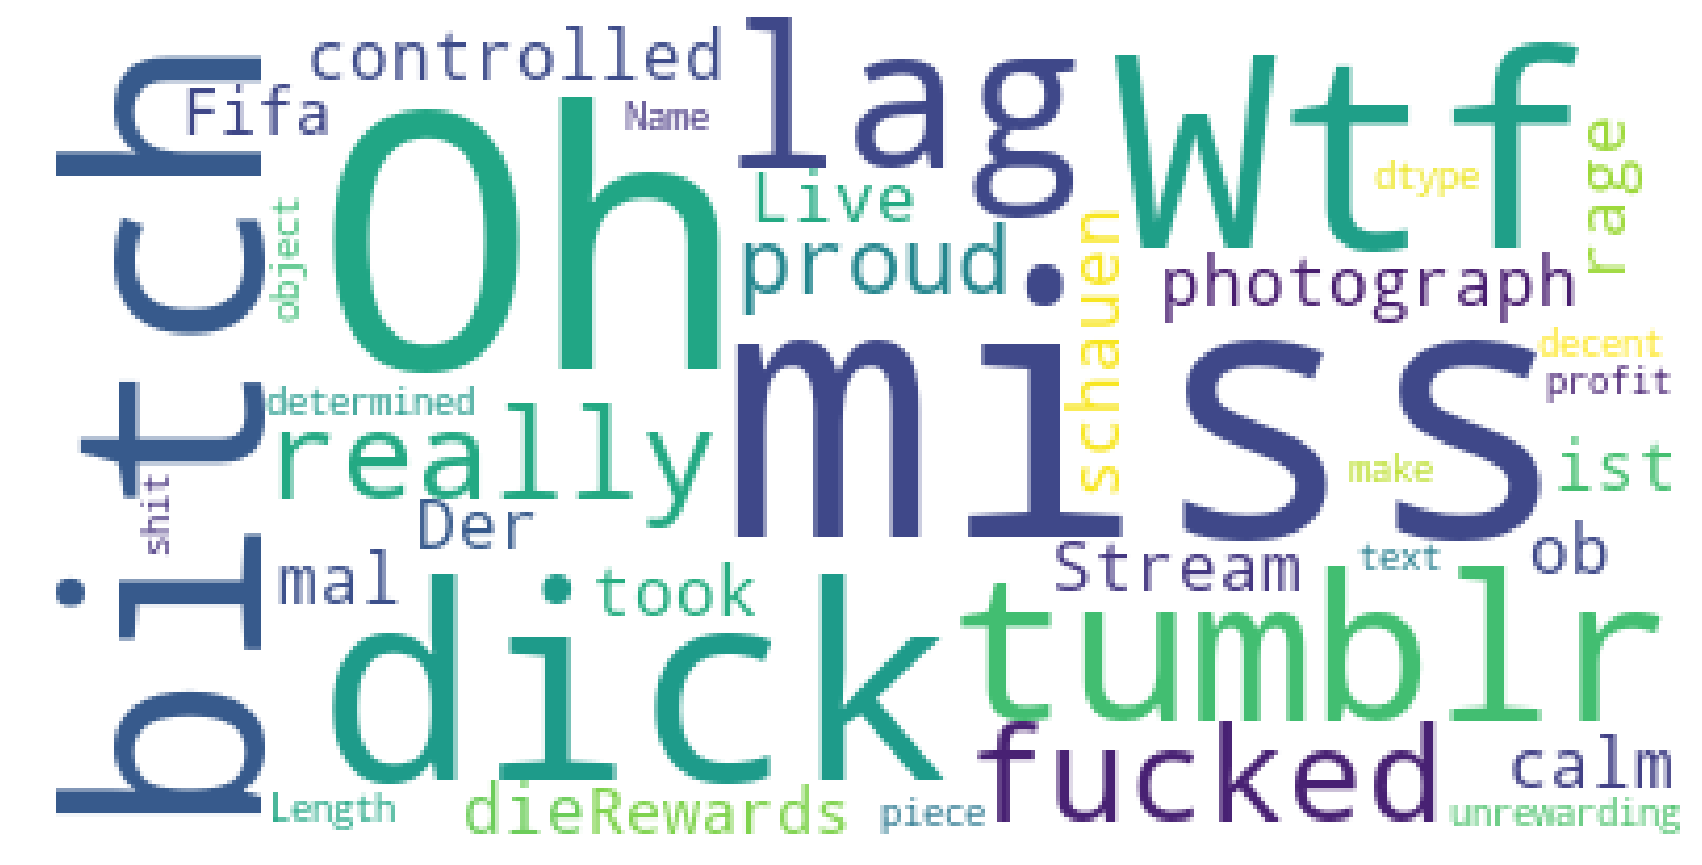 controlled
Fifa
Name
lag
Wtf
bitch
Oh
object
Live
dtype
rage
proud
schauen
photograph
miss
decent
profit
determined
really
make
ist
shit
Der
mal
Stream
text
ob
dick
took
tumblr
fucked
calm
Length
dieRewards
piece
unrewarding